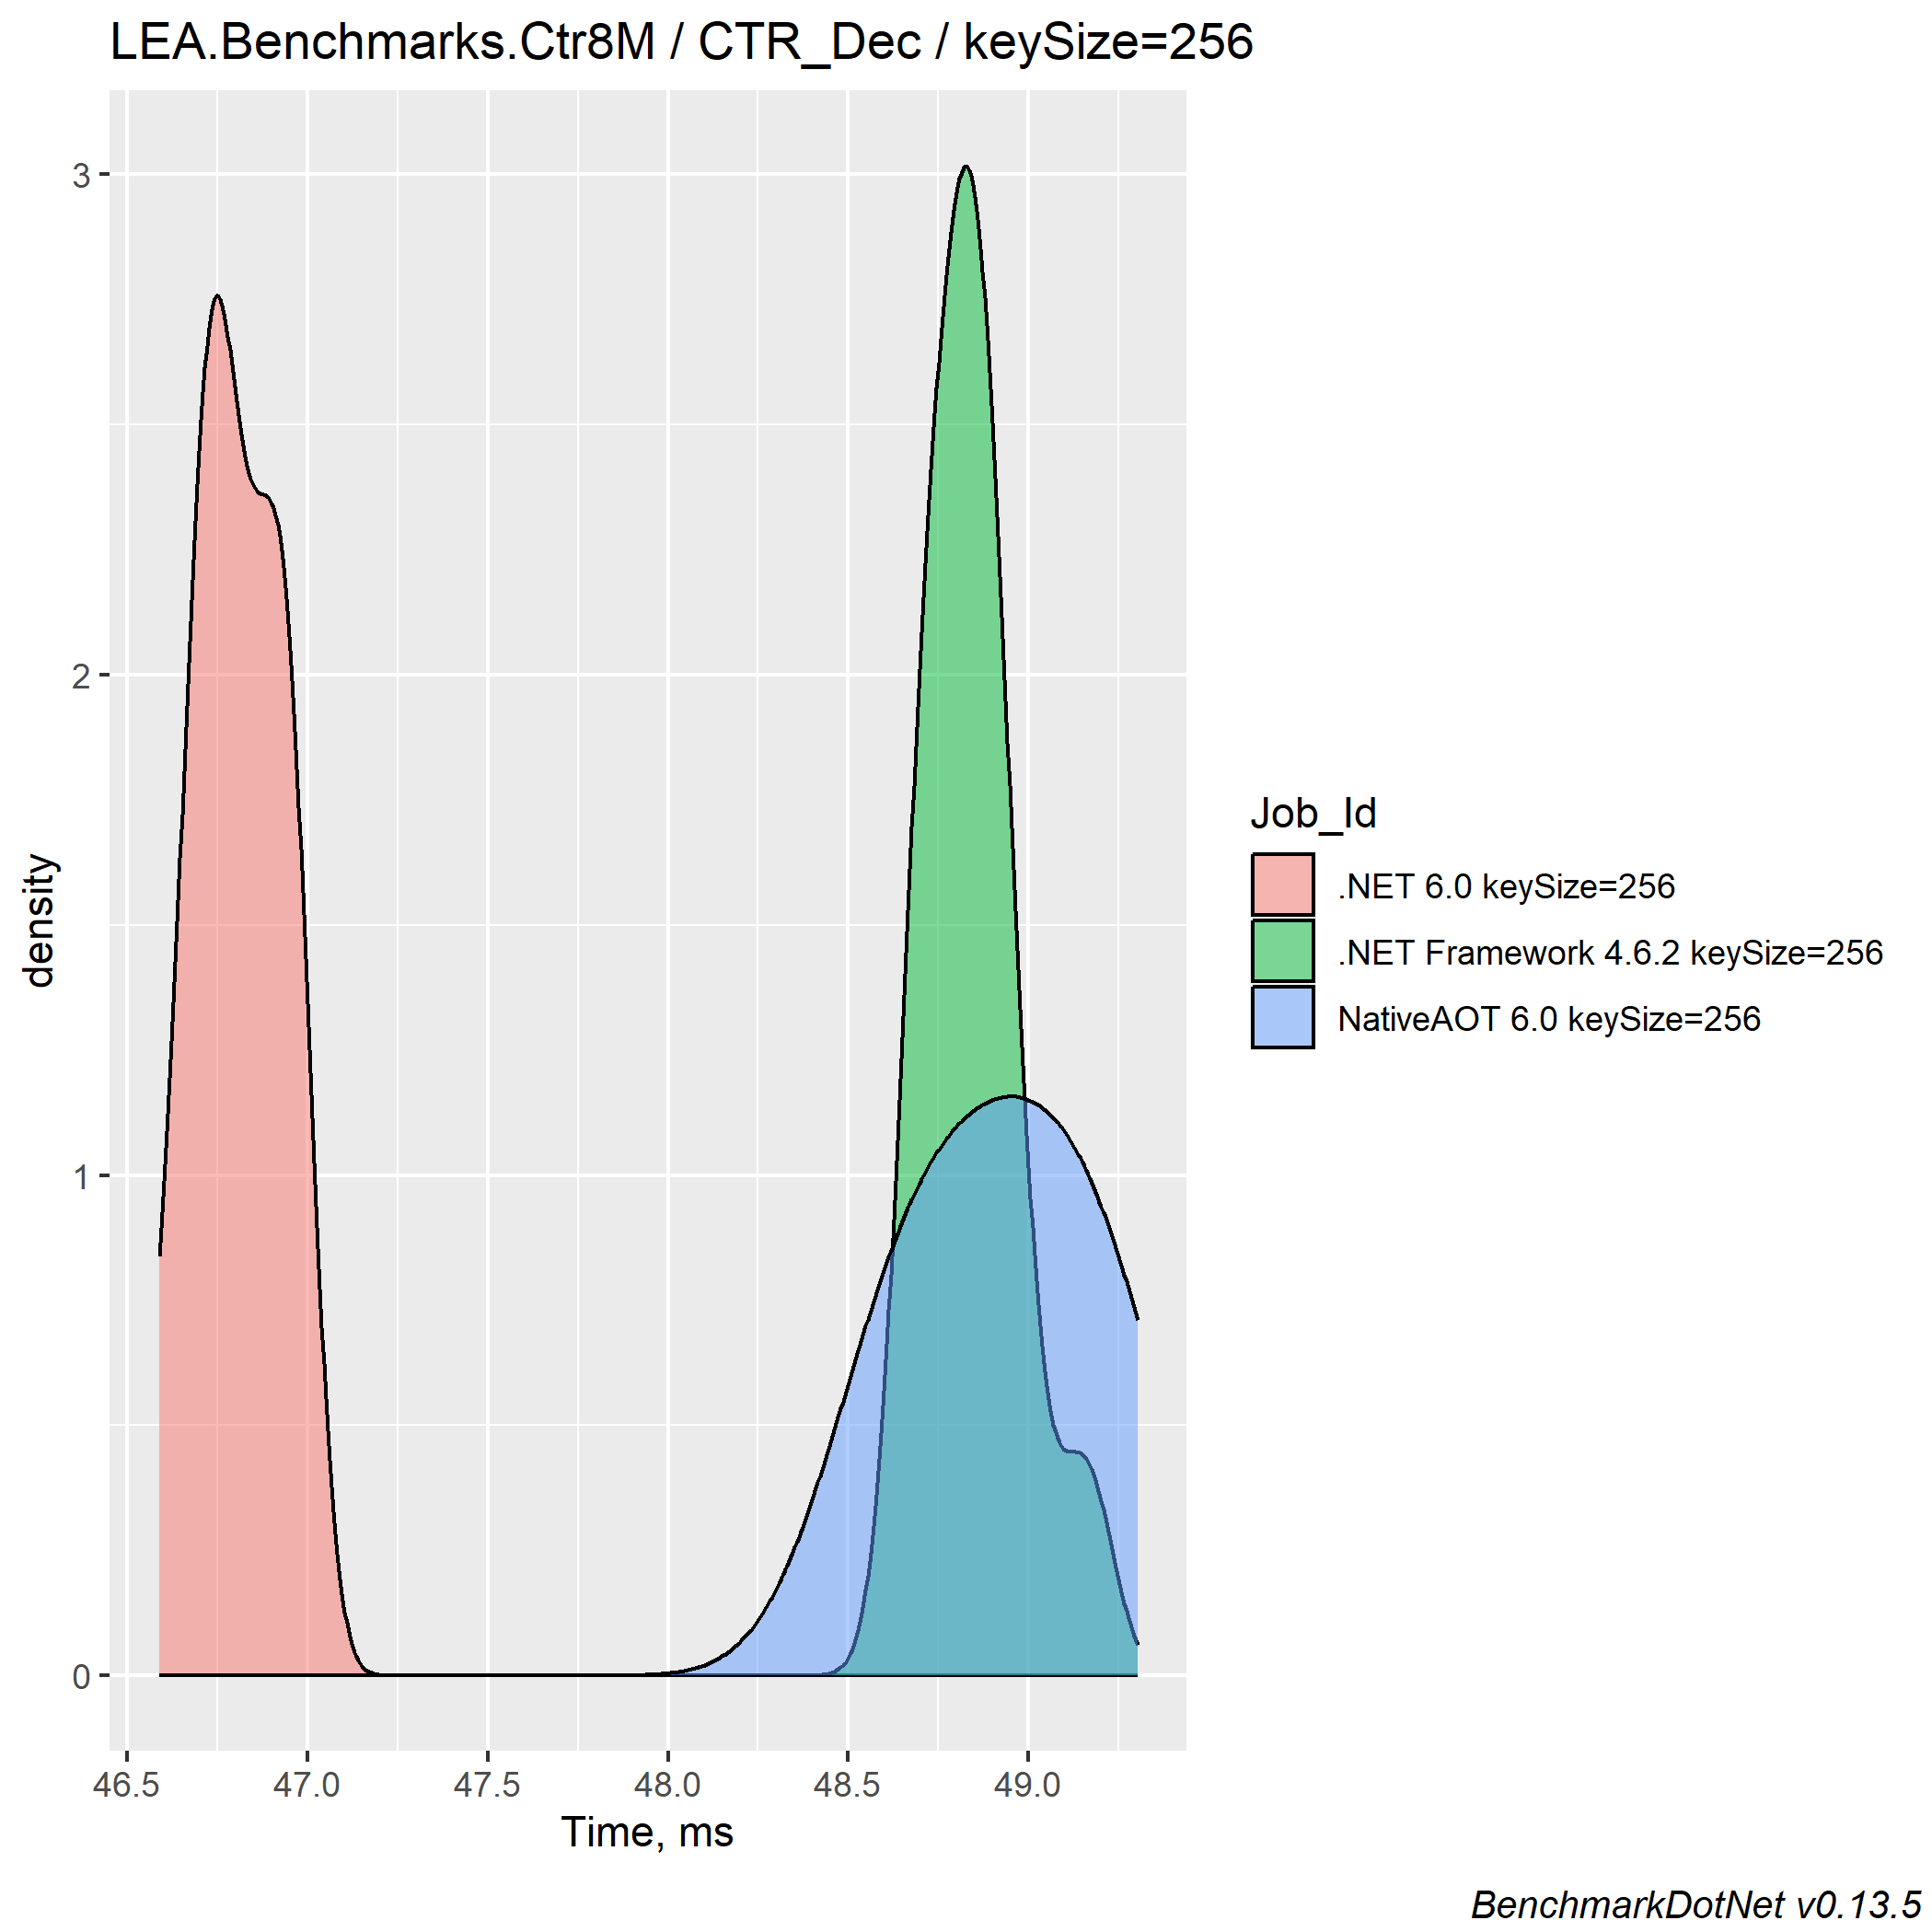 LEA.Benchmarks.Ctr8M / CTR_Dec / keySize=256
3
2
1
0
density
46.5 47.0 47.5 48.0 48.5 49.0
Time, ms
Job_Id
.NET 6.0 keySize=256
.NET Framework 4.6.2 keySize=256
NativeAOT 6.0 keySize=256
BenchmarkDotNet v0.13.5